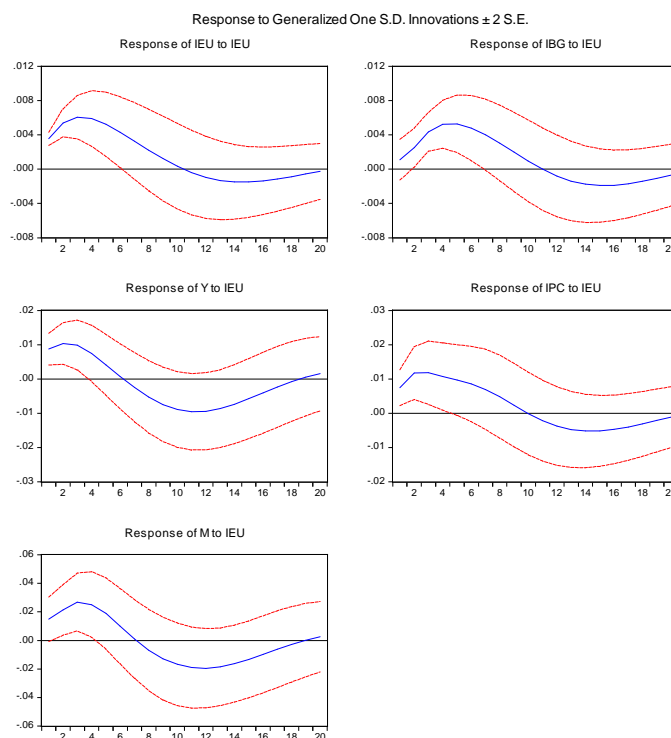 Response to Generalized One S.D. Innovations ± 2 S.E.
Response of IEU to IEU
.012
.008
.004
.000
-.004
-.008
2 4 6 8 10 12 14 16 18 20
Response of IBG to IEU
.012
.008
.004
.000
-.004
-.008
2 4 6 8 10 12 14 16 18
Response of Y to IEU
.02
.01
.00
-.01
-.02
-.03
2 4 6 8 10 12 14 16 18 20
Response of IPC to IEU
.03
.02
.01
.00
-.01
-.02
2 4 6 8 10 12 14 16 18
Response of M to IEU
.06
.04
.02
.00
-.02
-.04
-.06
2 4 6 8 10 12 14 16 18 20